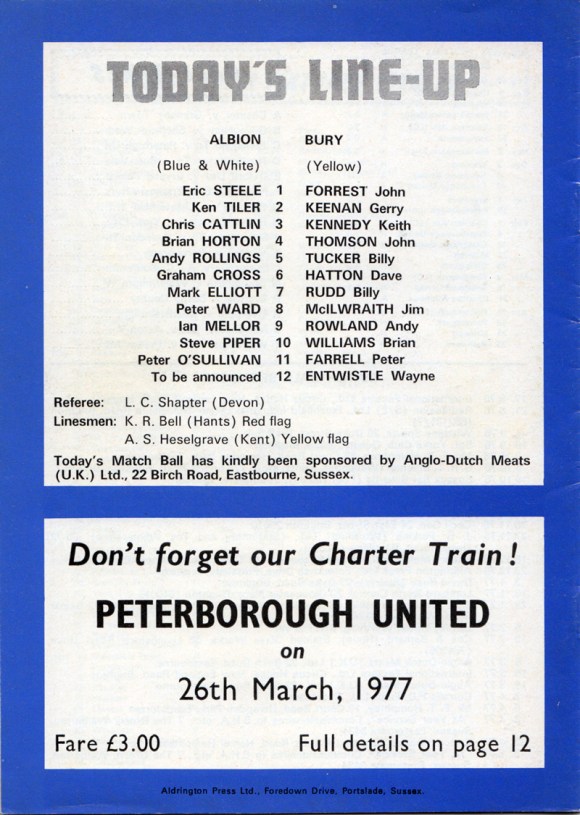 TODAY'S LINE-UP
ALBION BURY
(Blue & White) (Yellow)
Eric STEELE 1 FORREST John
Ken TILER 2 KEENAN Gerry
Chris CATTLIN 3 KENNEDY Keith
Brian HORTON 4 THOMSON John
Andy ROLLINGS 5 TUCKER Billy
Graham CROSS 6 HATTON Dave
Mark ELLIOTT 7 RUDD Billy
Peter WARD 8 McILWRAITH Jim
Ian MELLOR 9 ROWLAND Andy
Steve PIPER 10 WILLIAMS Brian
Peter O'SULLIVAN 11 FARRELL Peter
To be announced 12 ENTWISTLE Wayne
Referee: L. C. Shapter (Devon)
Linesmen: K. R. Bell (Hants) Red flag
A. S. Heselgrave (Kent) Yellow flag
Today's Match Ball has kindly been sponsored by Anglo-Dutch Meats
(U.K.) Ltd., 22 Birch Road, Eastbourne, Sussex.
Don't forget our Charter Train!
PETERBOROUGH UNITED
on
26th March, 1977
Fare £3.00 Full details on page 12
Aldrington Press Ltd., Foredown Drive, Portslade, Sussex.